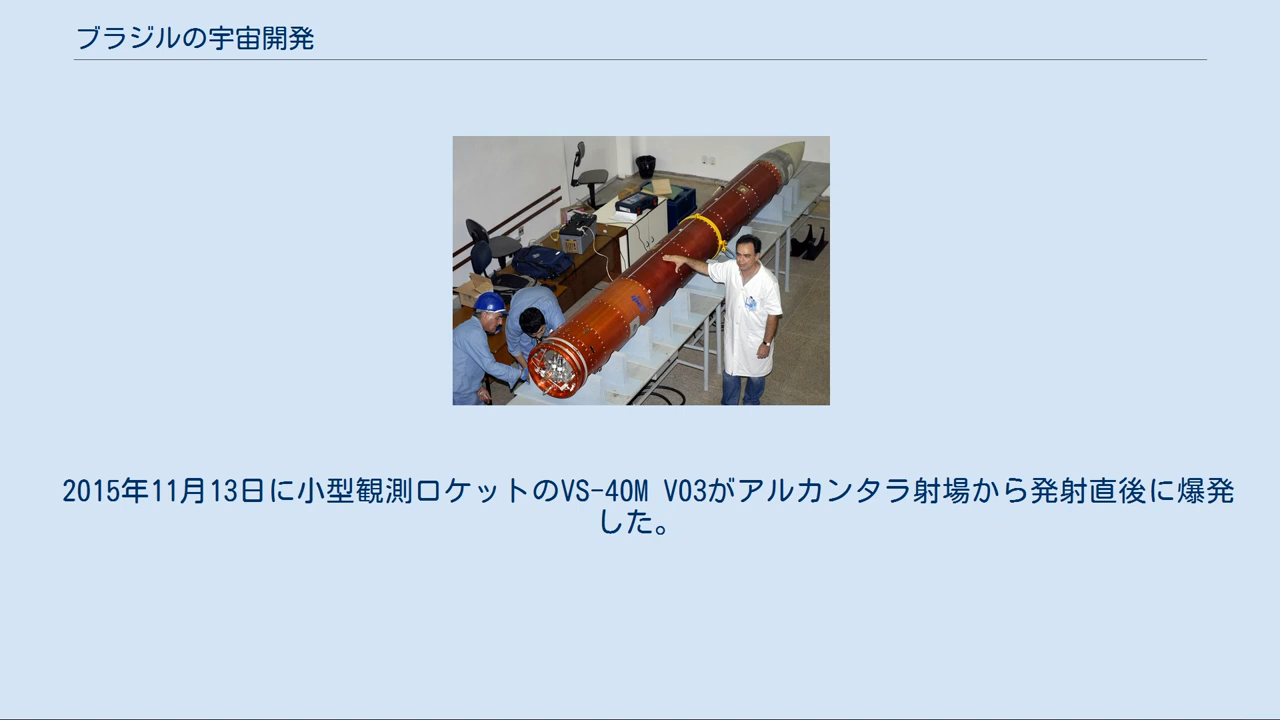 ブラジルの宇宙開発
2015年11月13日に小型観測ロケットのVS-40M V03がアルカンタラ射場から発射直後に爆発
した。